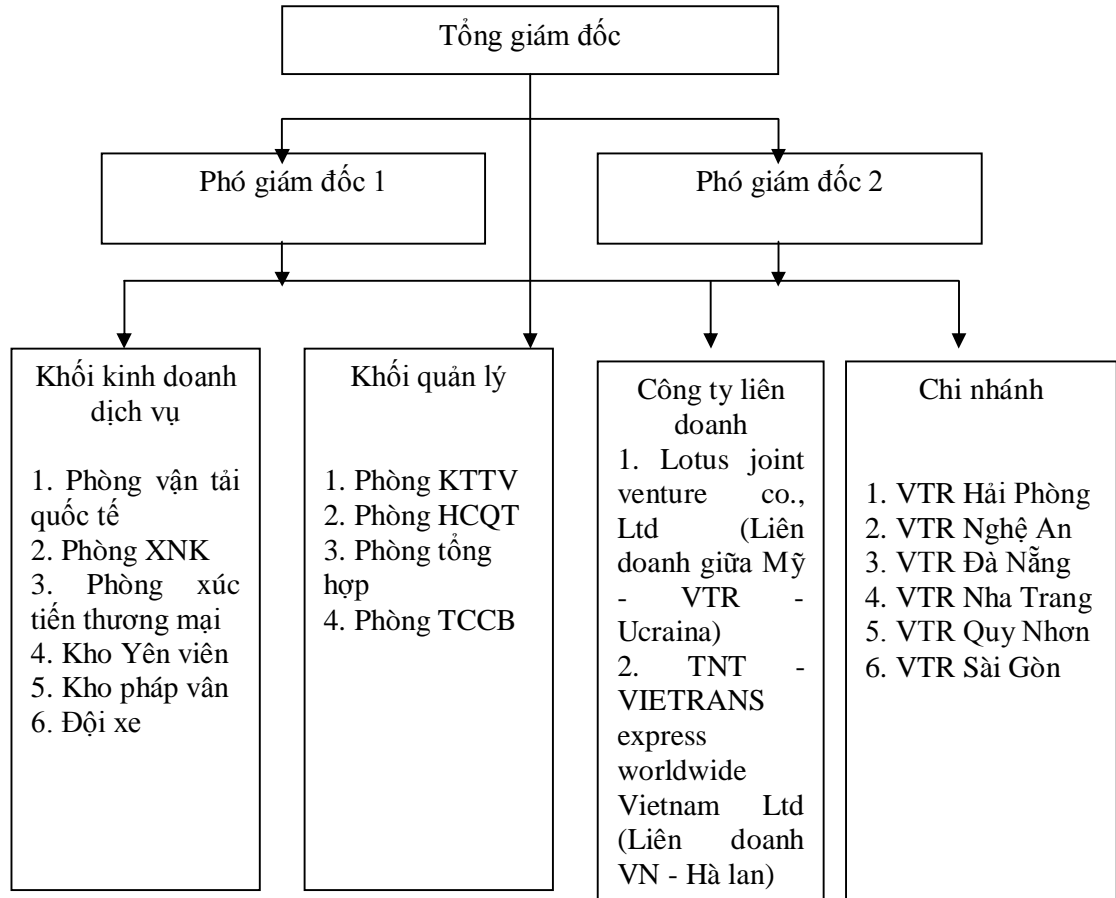 Tổng giám đốc
Phó giám đốc 1
Phó giám đốc 2
Khối kinh doanh
dịch vụ
1. Phòng vận tải
quốc tế
2. Phòng XNK
3. Phòng xúc
tiến thương mại
4. Kho Yên viên
5. Kho pháp vân
6. Đội xe
Khối quản lý
1. Phòng KTTV
2. Phòng HCQT
3. Phòng tổng
hợp
4. Phòng TCCB
Công ty liên
doanh
1. Lotus joint
venture co.,
Ltd (Liên
doanh giữa Mỹ
- VTR -
Ucraina)
2. TNT -
VIETRANS
express
worldwide
Vietnam Ltd
(Liên doanh
VN - Hà lan)
Chi nhánh
1. VTR Hải Phòng
2. VTR Nghệ An
3. VTR Đà Nẵng
4. VTR Nha Trang
5. VTR Quy Nhơn
6. VTR Sài Gòn